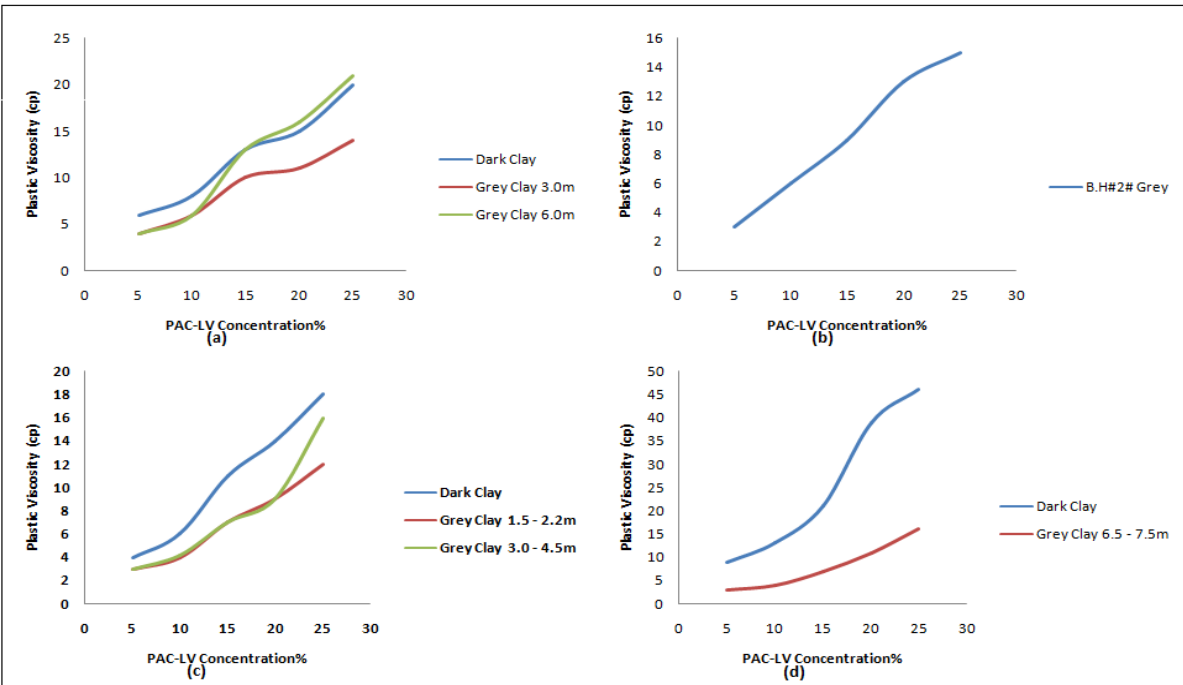 25
20
15
10
5
0
Plastic Viscosity (cp)
0 5 10 15 20 25 30
PAC-LV Concentration%
(a)
Dark Clay
Grey Clay 3.0m
Grey Clay 6.0m
16
14
12
10
8
6
4
2
0
Plastic Viscosity (cp)
0 5 10 15 20 25 30
PAC-LV Concentration%
(b)
B.H#2# Grey
20
18
16
14
12
10
8
6
4
2
0
Plastic Viscosity (cp)
0 5 10 15 20 25 30
PAC-LV Concentration%
(c)
Dark Clay
Grey Clay 1.5 - 2.2m
Grey Clay 3.0 - 4.5m
50
45
40
35
30
25
20
15
10
5
0
Plastic Viscosity (cp)
0 5 10 15 20 25 30
PAC-LV Concentration%
(d)
Dark Clay
Grey Clay 6.5 - 7.5m